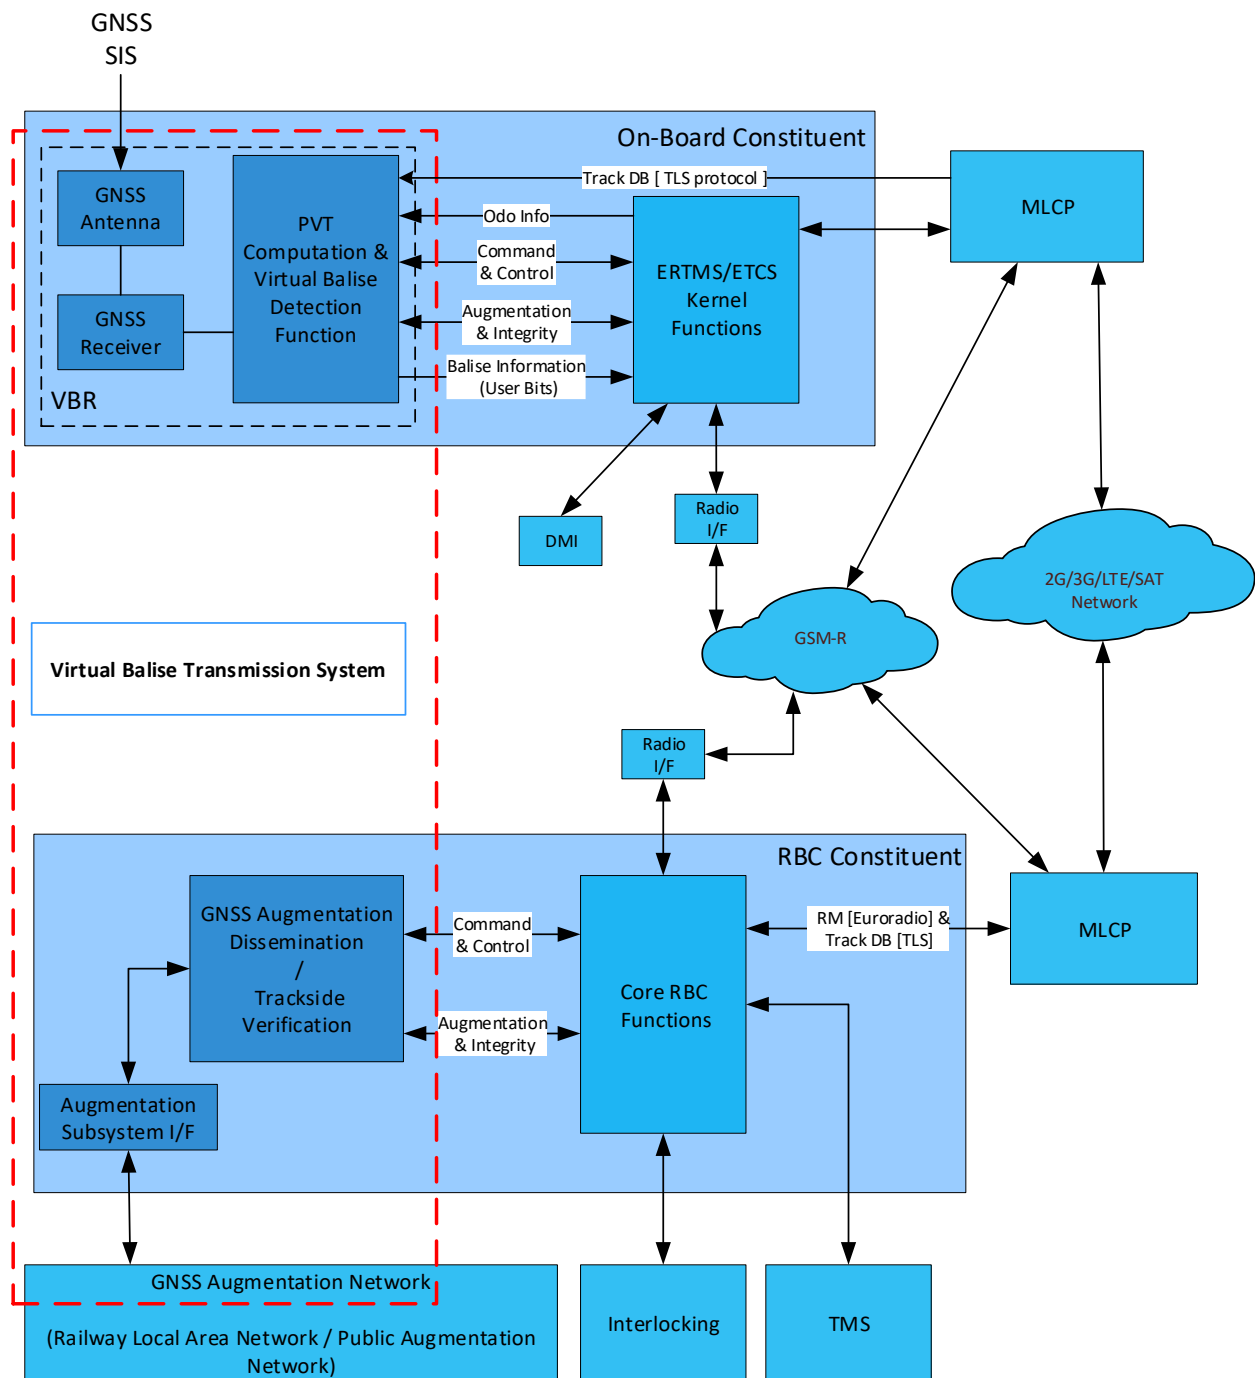 GNSS
SIS
On-Board Constituent
GNSS
Antenna
GNSS
Receiver
VBR
PVT
Computation &
Virtual Balise
Detection
Function
Track DB [ TLS protocol ]
Odo Info
Command
& Control
Augmentation
& Integrity
Balise Information
(User Bits)
ERTMS/ETCS
Kernel
Functions
MLCP
DMI
Radio
I/F
2G/3G/LTE/SAT
Network
GSM-R
Virtual Balise Transmission System
Radio
I/F
RBC Constituent
GNSS Augmentation
Dissemination
/
Trackside
Verification
Command
& Control
Augmentation
& Integrity
Core RBC
Functions
RM [Euroradio] &
Track DB [TLS]
MLCP
Augmentation
Subsystem I/F
GNSS Augmentation Network
(Railway Local Area Network / Public Augmentation
Network)
Interlocking
TMS